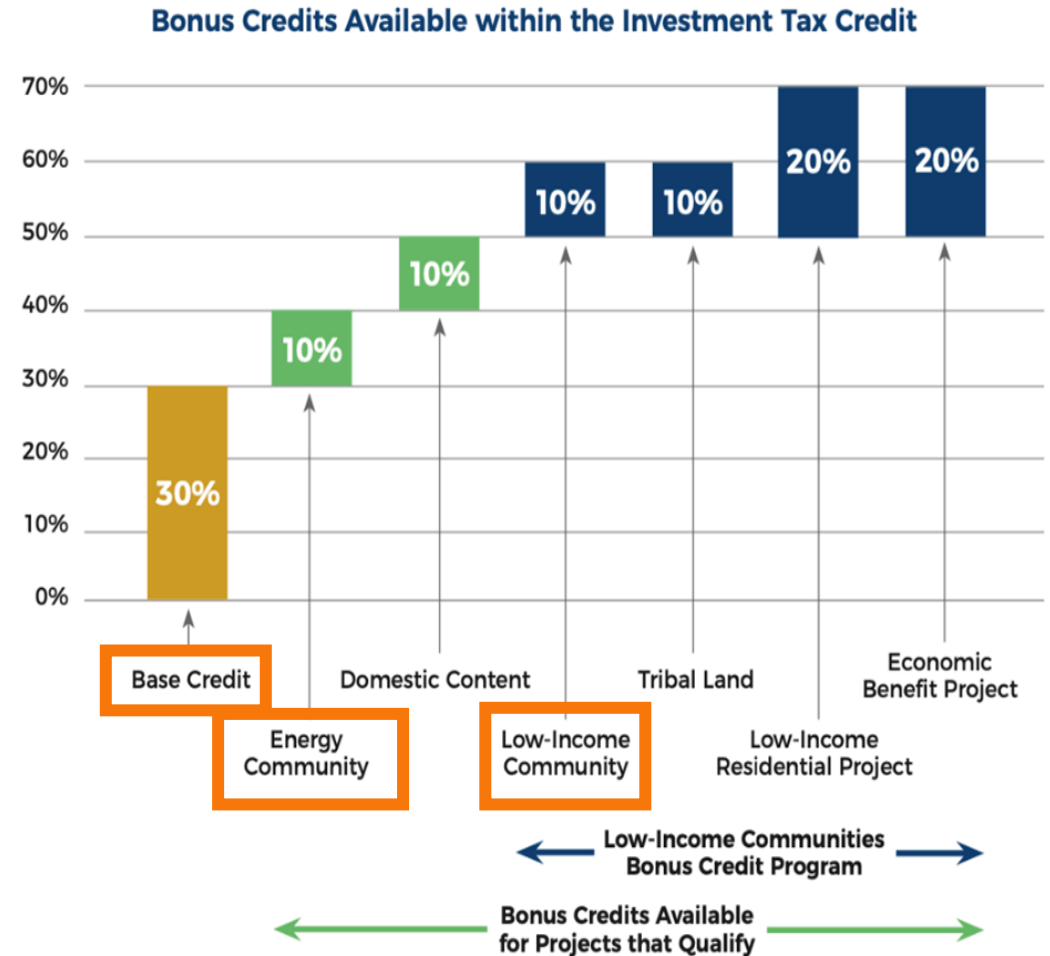 Bonus Credits Available within the Investment Tax Credit
70%
60%
50%
40%
30%
20%
10%
0%
30%
10%
10%
10%
10%
20%
20%
Base Credit
Energy
Community
Domestic Content
Low-Income
Community
Tribal Land
Low-Income
Residential Project
Economic
Benefit Project
Low-Income Communities
Bonus Credit Program
Bonus Credits Available
for Projects that Qualify